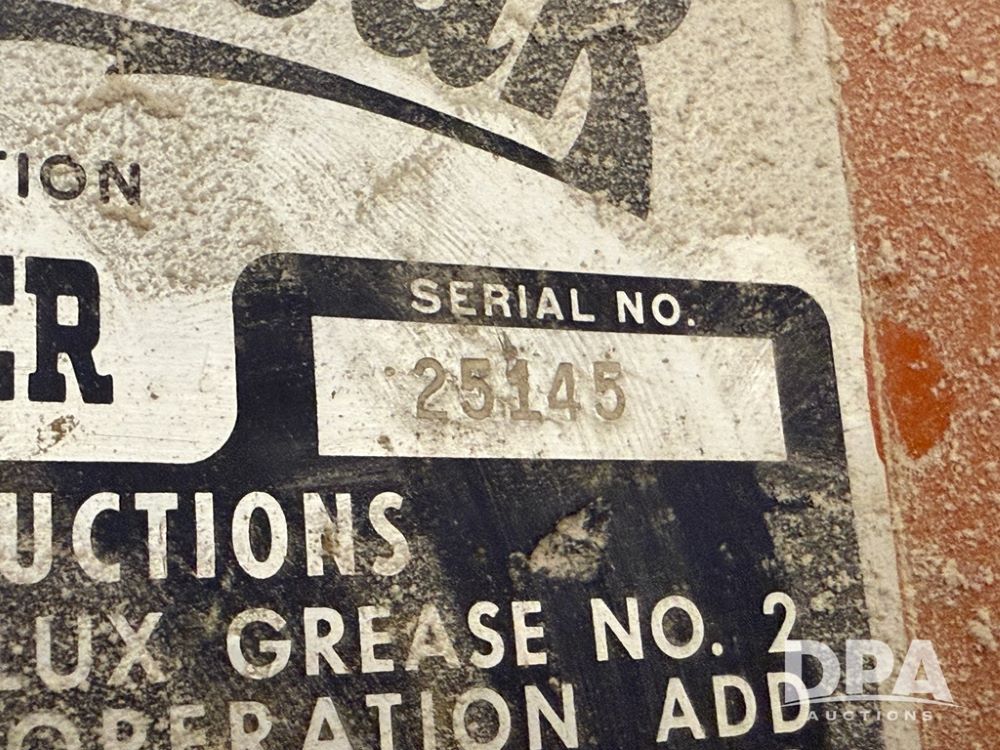 TION
ER
SERIAL NO.
25145
UCTIONS
LUX GREASE NO. 2
OPERATION ADD
DPA
AUCTIONS